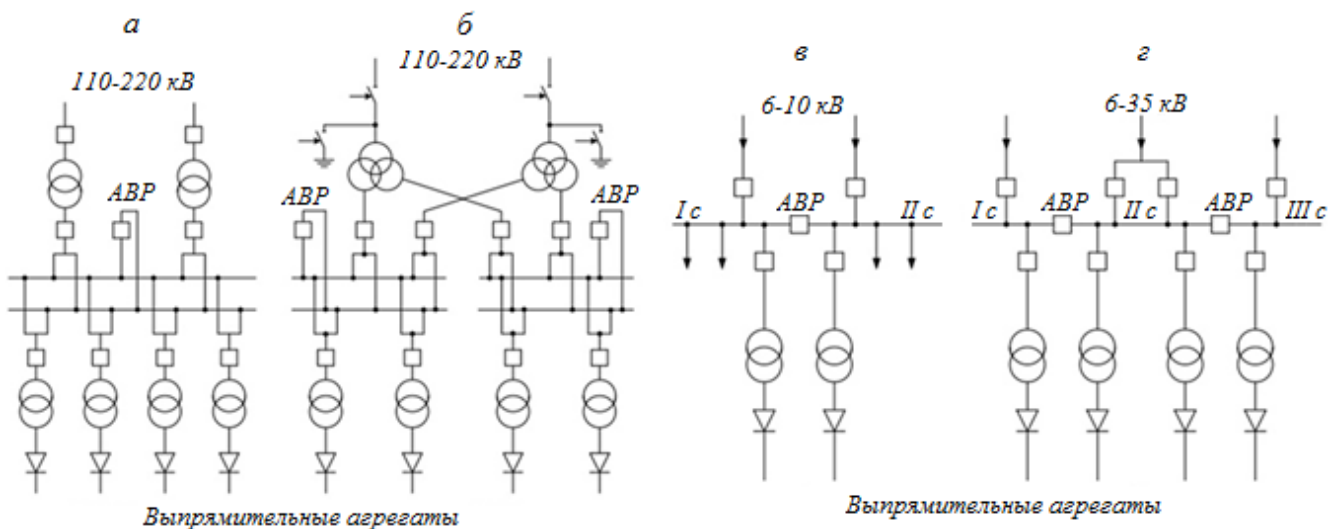 а
б
в
г
110-220 кВ
110-220 кВ
6-10 кВ
6-35 кВ
АВР
АВР
АВР
I с
АВР
II с
I с
АВР
II с
АВР
III с
Выпрямительные агрегаты
Выпрямительные агрегаты